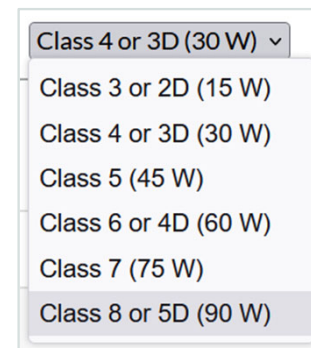 Class 4 or 3D (30 W)
Class 3 or 2D (15 W)
Class 4 or 3D (30 W)
Class 5 (45 W)
Class 6 or 4D (60 W)
Class 7 (75 W)
Class 8 or 5D (90 W)